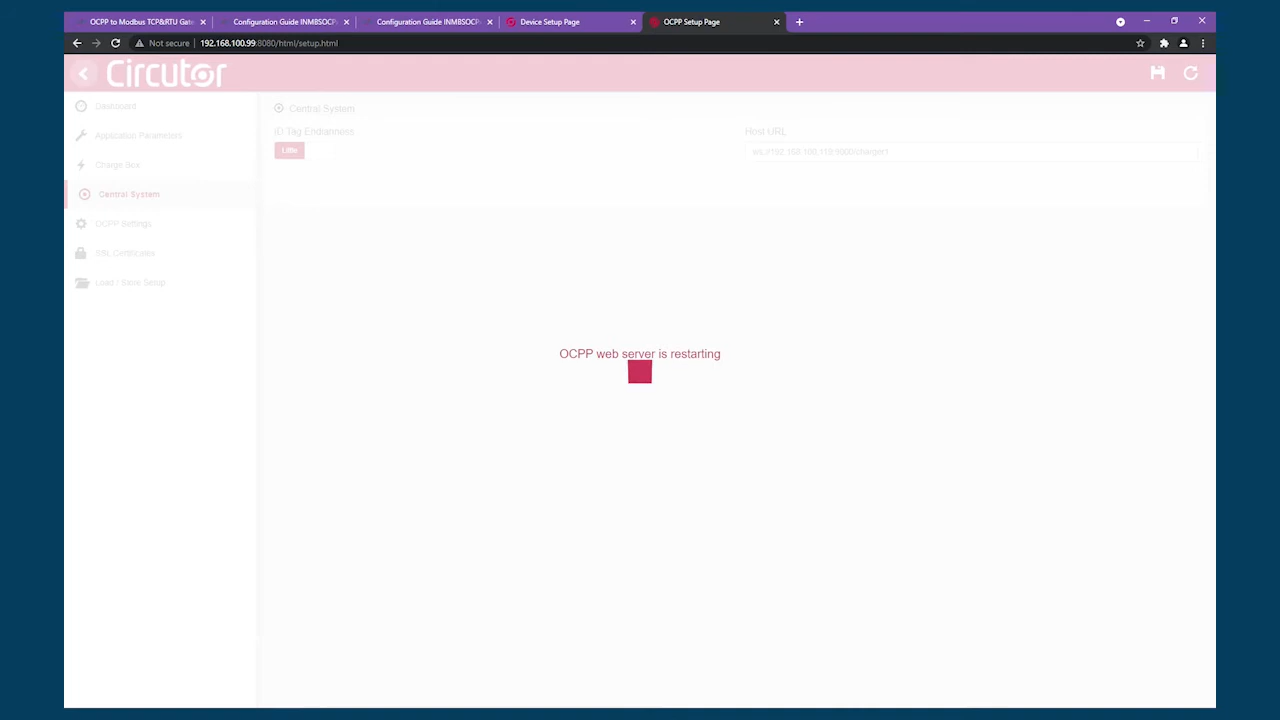 OCPP to Modbus TCP&RTU Gate
Configuration Guide INMBSOCP
Configuration Guide INMBSOCP
Device Setup Page
OCPP Setup Page
Not secure
192.168.100.99:8080/html/setup.html
Circutor
Dashboard
Application Parameters
Charge Box
Central System
OCPP Settings
SSL Certificates
Load / Save Setup
Central System
ID Tag Endianness
Host URL
Little
OCPP web server is restarting